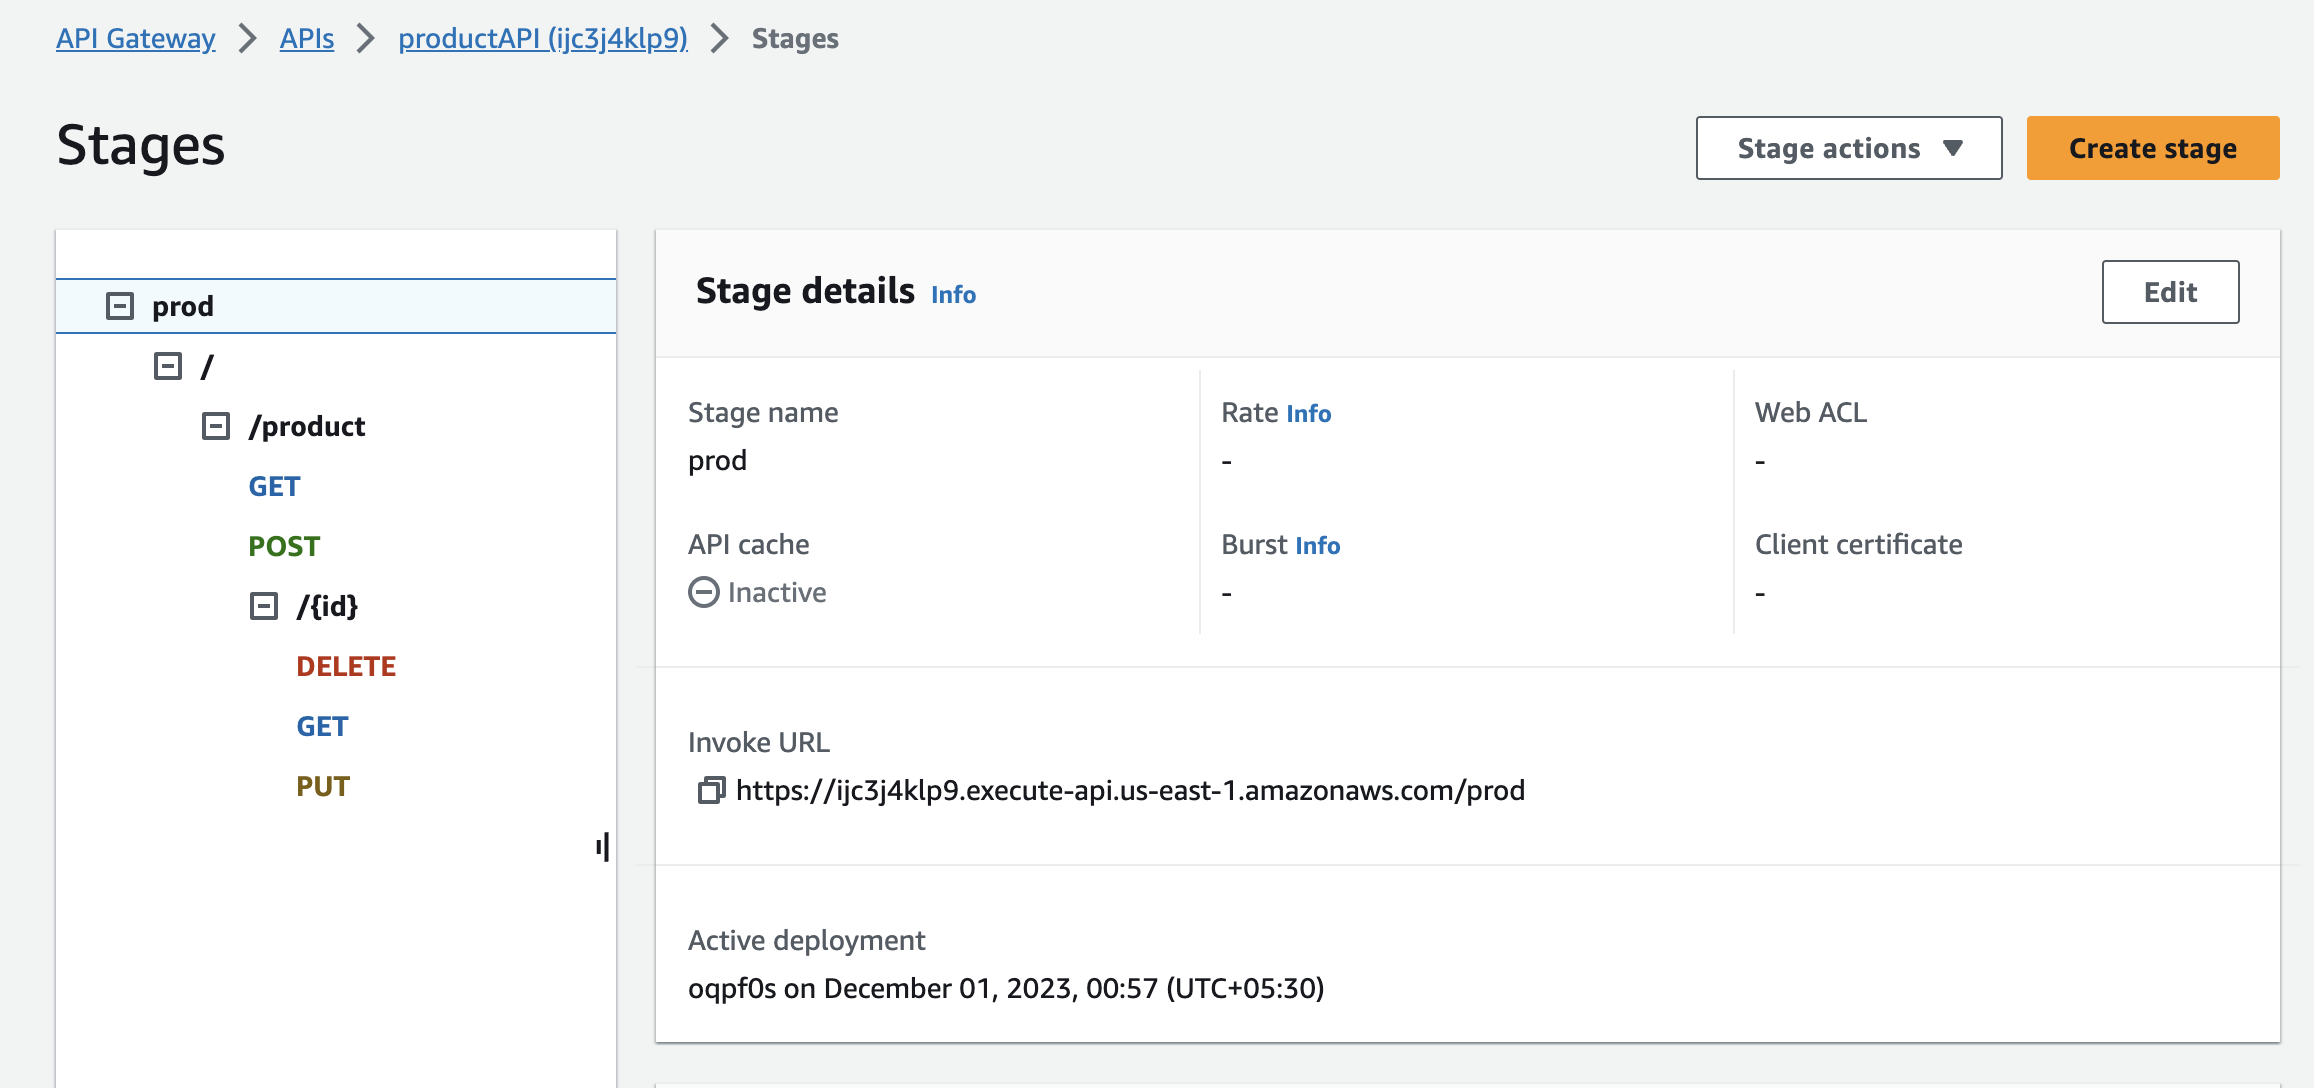 API Gateway > APIs > productAPI (ijc3j4klp9) > Stages
Stages
Stage actions ▼
Create stage
prod
/
/product
GET
POST
/{id}
DELETE
GET
PUT
Stage details Info
Edit
Stage name
prod
Rate Info
-
Web ACL
-
API cache
Inactive
Burst Info
-
Client certificate
-
Invoke URL
https://ijc3j4klp9.execute-api.us-east-1.amazonaws.com/prod
Active deployment
oqpf0s on December 01, 2023, 00:57 (UTC+05:30)